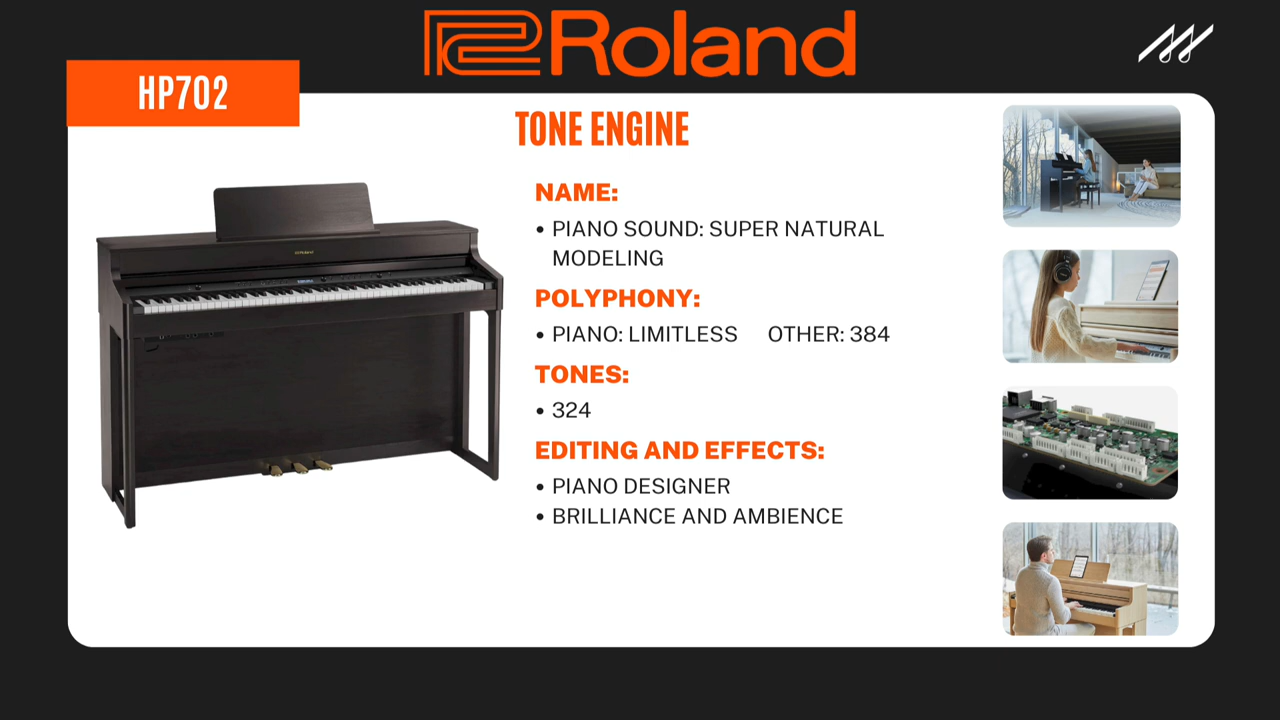 Roland
HP702
TONE ENGINE
NAME:
• PIANO SOUND: SUPER NATURAL
MODELING
POLYPHONY:
• PIANO: LIMITLESS OTHER: 384
TONES:
• 324
EDITING AND EFFECTS:
• PIANO DESIGNER
• BRILLIANCE AND AMBIENCE